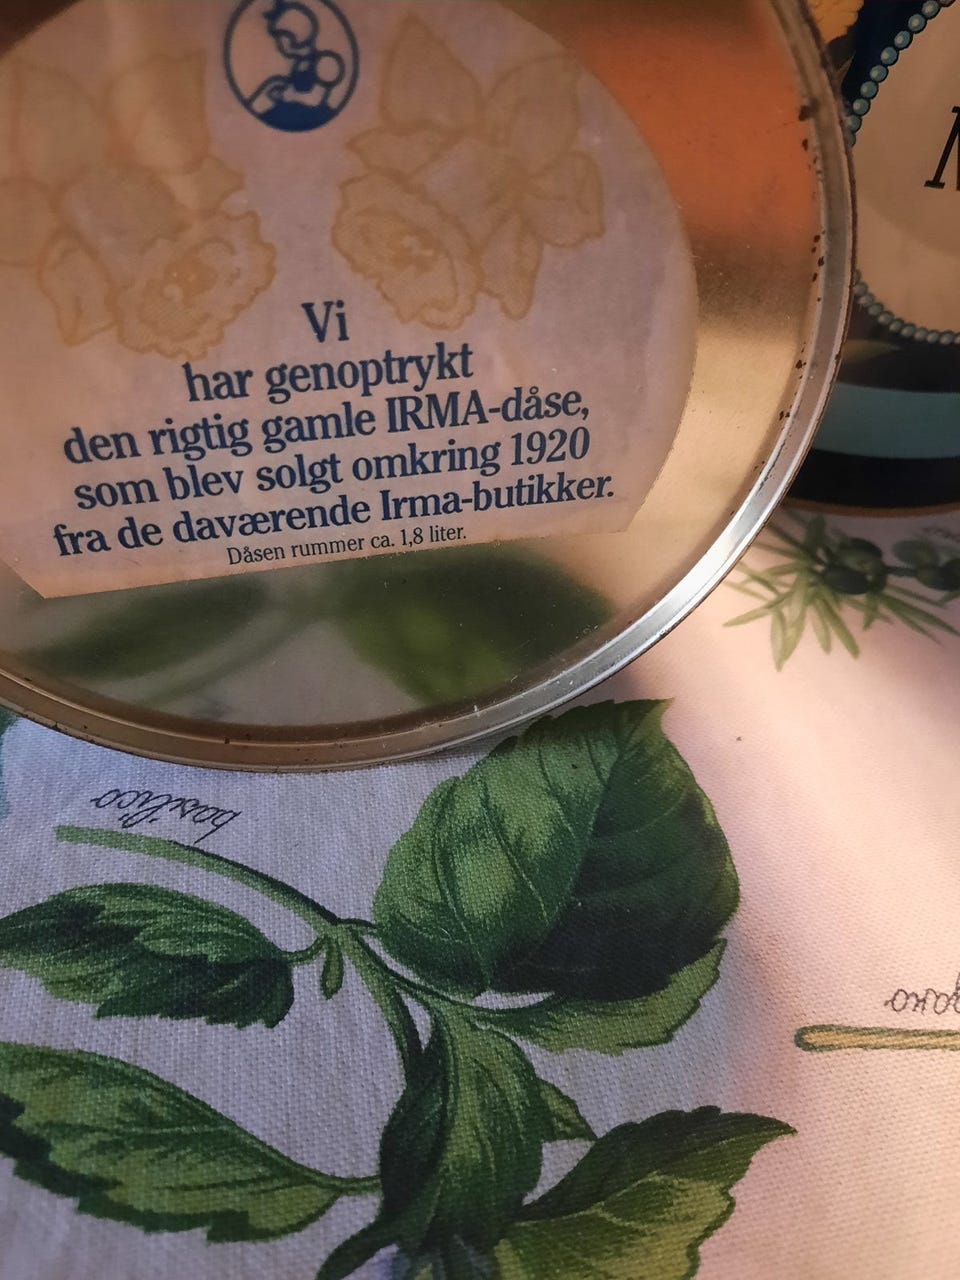 Vi
har genoptrykt
den rigtig gamle IRMA-dåse,
som blev solgt omkring 1920
fra de daværende Irma-butikker.
Dåsen rummer ca. 1,8 liter.
basilico